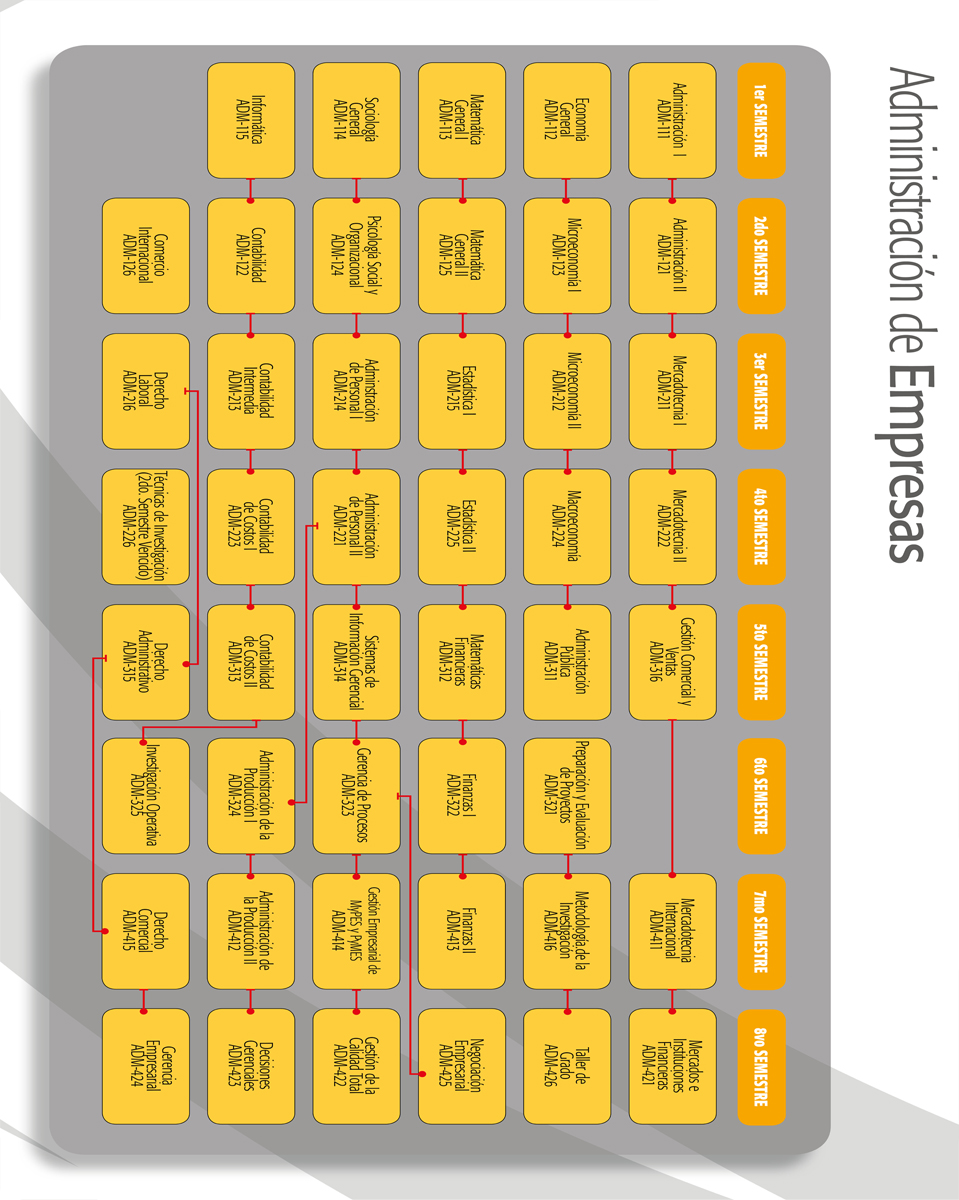 Administración de Empresas
1er SEMESTRE
Administración I
ADM-111
Economía
General
ADM-112
Matemática
General I
ADM-113
Sociología
General
ADM-114
Informática
ADM-115
2do SEMESTRE
Administración II
ADM-121
Microeconomía I
ADM-123
Matemática
General II
ADM-125
Psicología Social y
Organizacional
ADM-124
Contabilidad
ADM-122
Comercio
Internacional
ADM-126
3er SEMESTRE
Mercadotecnia I
ADM-211
Microeconomía II
ADM-212
Estadística I
ADM-215
Adminstración
de Personal I
ADM-214
Contabilidad
Intermedia
ADM-213
Derecho
Laboral
ADM-216
4to SEMESTRE
Mercadotecnia II
ADM-222
Macroeconomía
ADM-224
Estadística II
ADM-225
Administración
de Personal II
ADM-221
Contabilidad
de Costos I
ADM-223
Técnicas de Investigación
(2do. Semestre Vencido)
ADM-226
5to SEMESTRE
Gestión Comercial y
Ventas
ADM-316
Administración
Pública
ADM-311
Matemáticas
Financieras
ADM-312
Sistemas de
Información Gerencial
ADM-314
Contabilidad
de Costos II
ADM-313
Derecho
Administrativo
ADM-315
6to SEMESTRE
Preparación y Evaluación
de Proyectos
ADM-321
Finanzas I
ADM-322
Gerencia de Procesos
ADM-323
Administración de la
Producción I
ADM-324
Investigación Operativa
ADM-325
7mo SEMESTRE
Mercadotecnia
Internacional
ADM-411
Metodología de la
Investigación
ADM-416
Finanzas II
ADM-413
Gestión Empresarial de
MyPES y PyMES
ADM-414
Administración de
la Producción II
ADM-412
Derecho
Comercial
ADM-415
8vo SEMESTRE
Mercados e
Instituciones
Financieras
ADM-421
Taller de
Grado
ADM-426
Negociación
Empresarial
ADM-425
Gestión de la
Calidad Total
ADM-422
Decisiones
Gerenciales
ADM-423
Gerencia
Empresarial
ADM-424